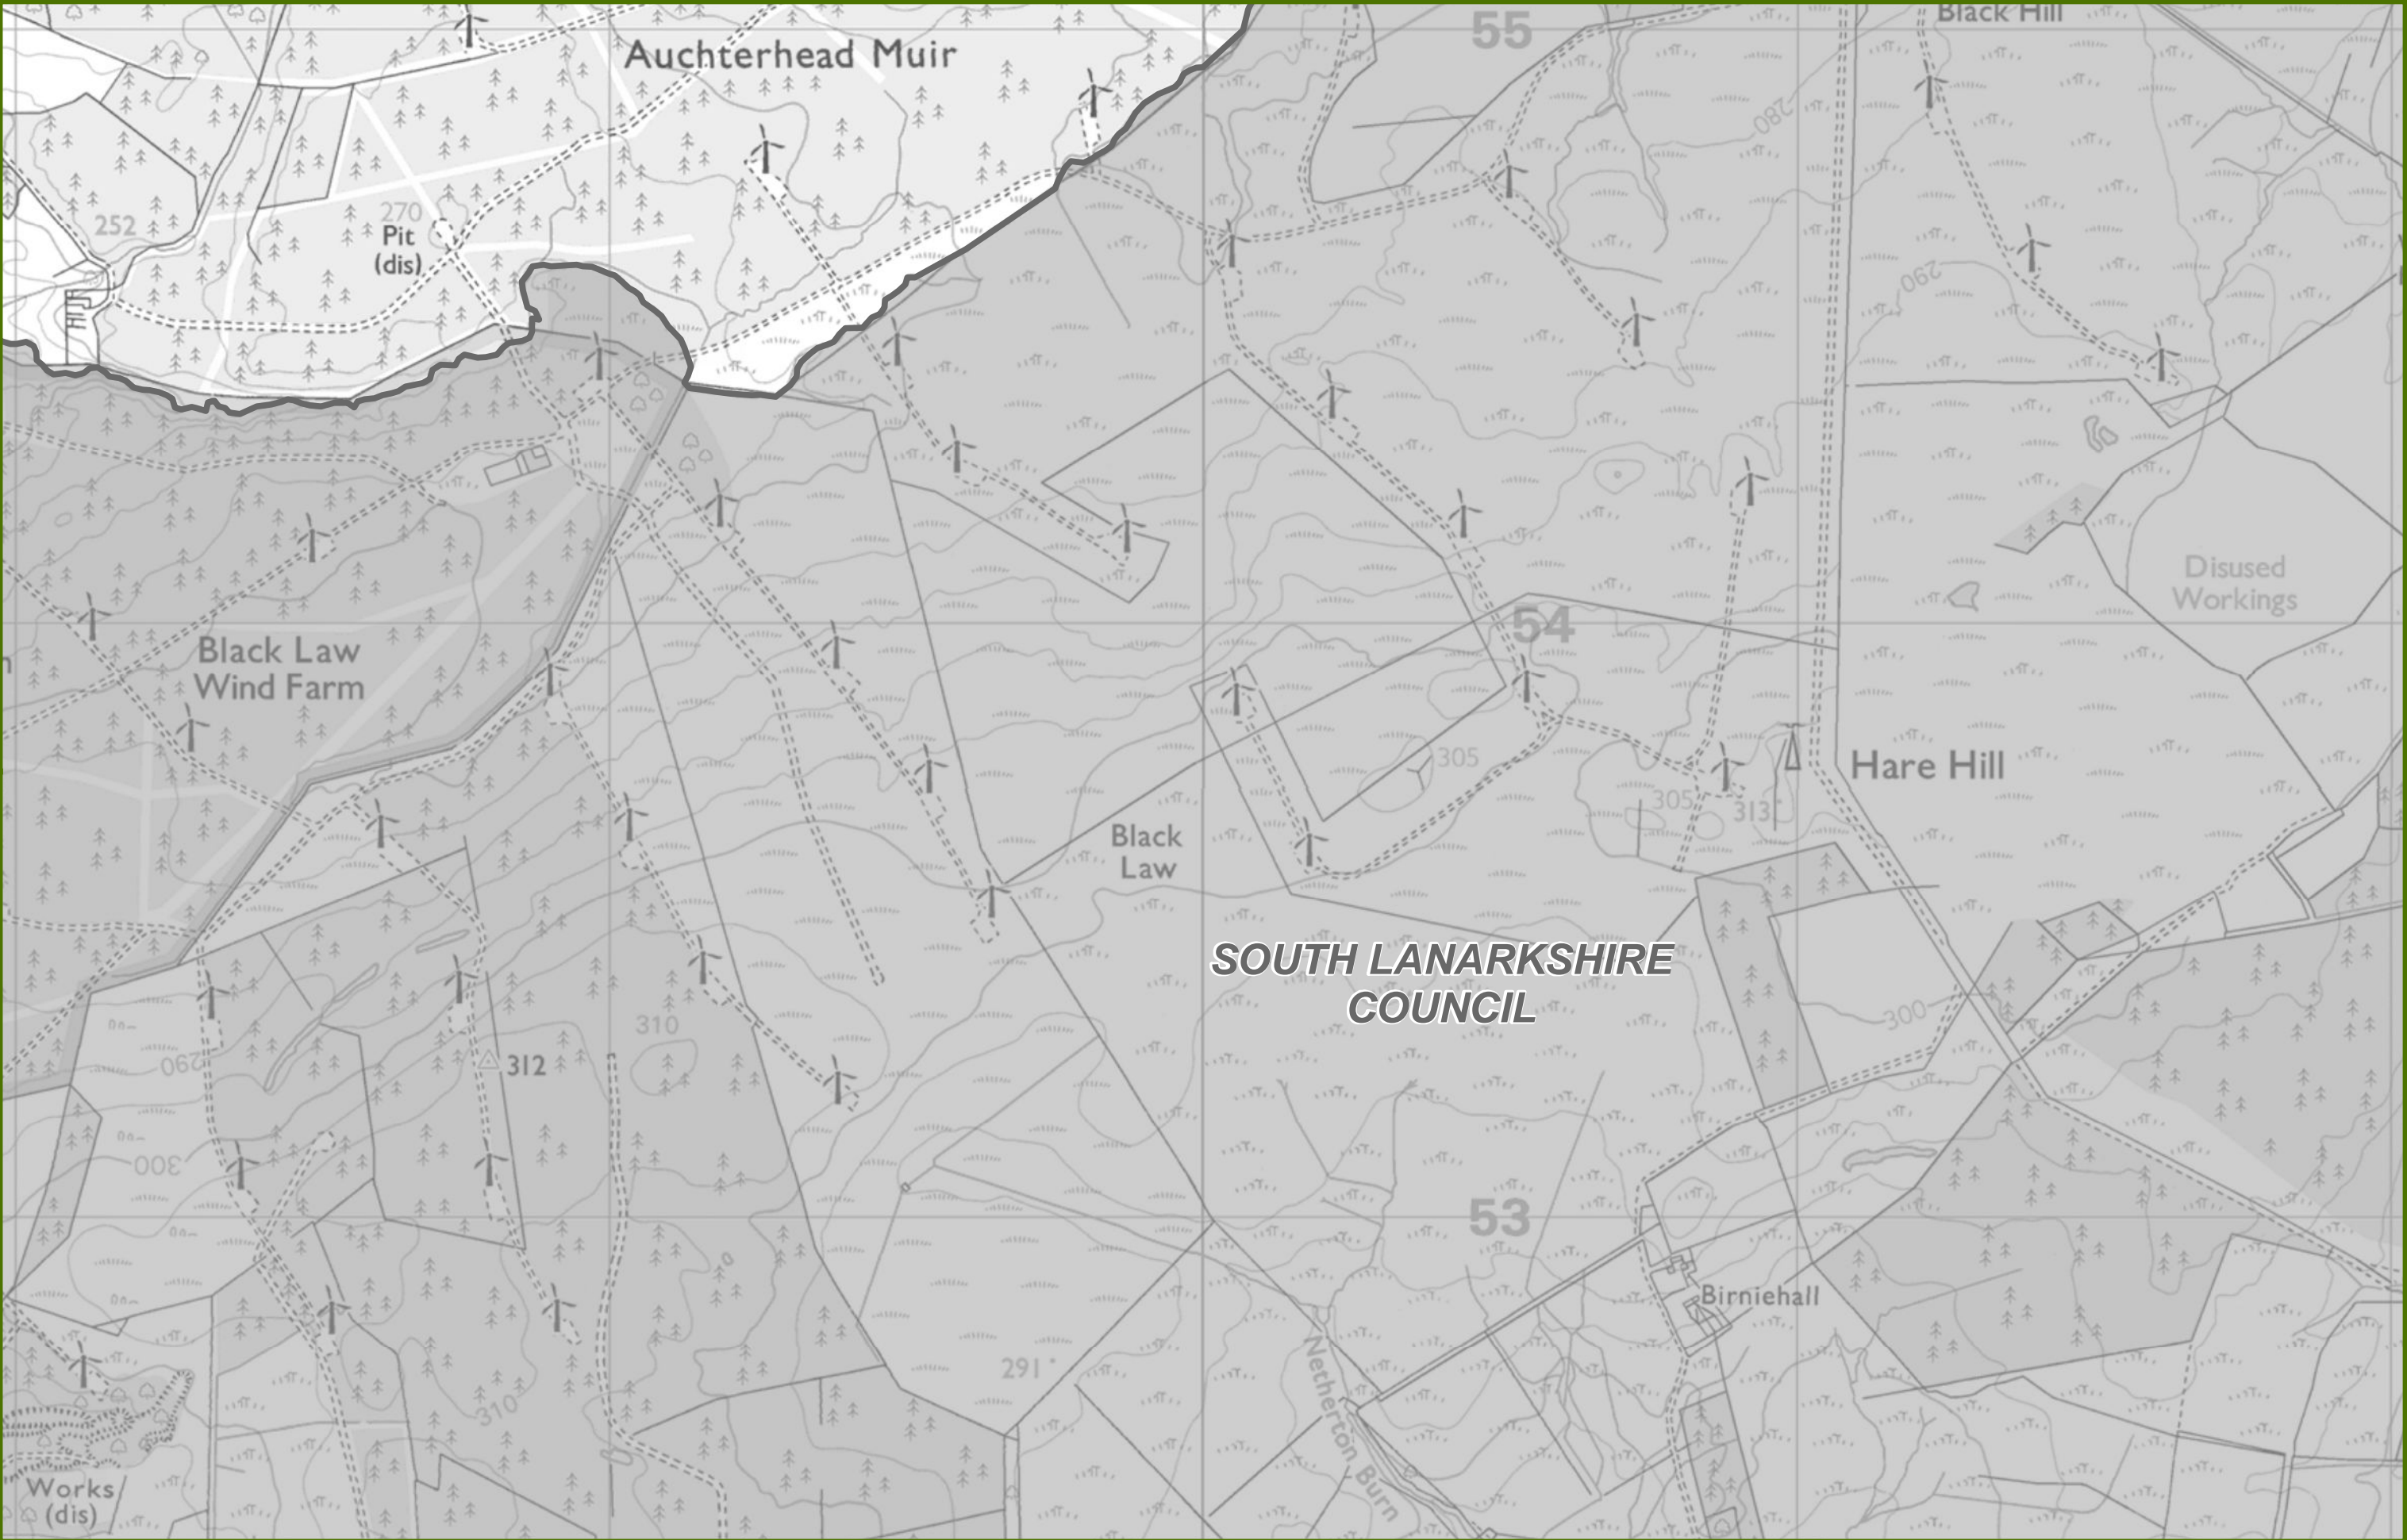 Black Hill
55
Auchterhead Muir
280
252
270
Pit
(dis)
290
Disused
Workings
54
Black Law
Wind Farm
305
Hare Hill
305
313
Black
Law
SOUTH LANARKSHIRE
COUNCIL
300
310
290
312
300
53
Birniehall
291
Netherton Burn
310
Works
(dis)